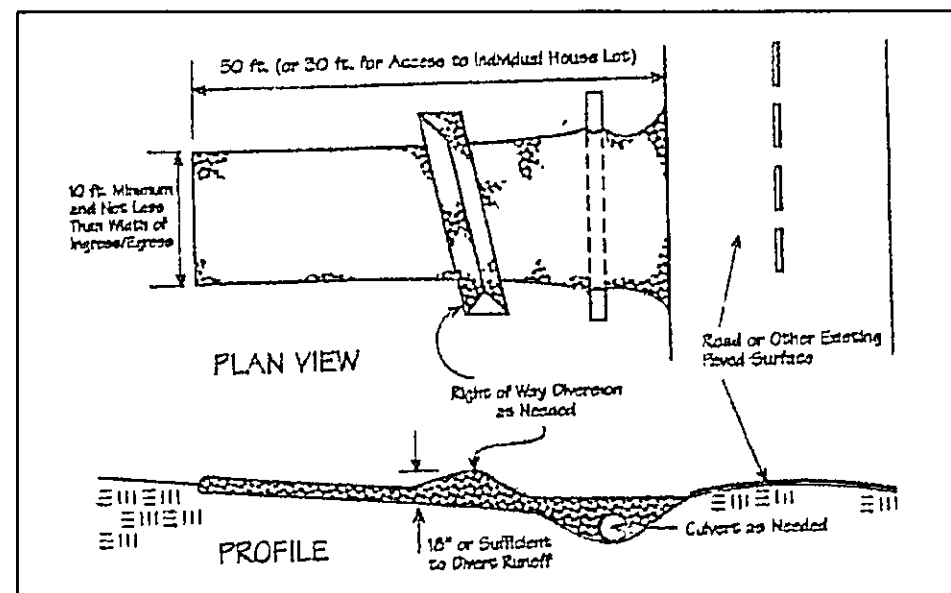 50 ft. (or 30 ft. for Access to Individual House Lot)
10 ft. Minimum
and Not Less
Than Width of
Ingress/Egress
PLAN VIEW
Road or Other Existing
Paved Surface
Right of Way Diversion
as Needed
Culvert as Needed
PROFILE
18" or Sufficient
to Divert Runoff